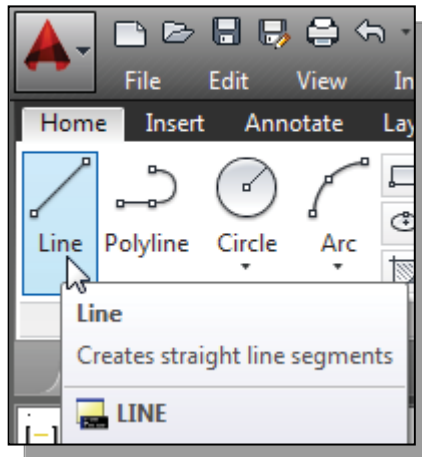 File Edit View In
Home Insert Annotate Lay
Line Polyline Circle Arc
Line
Creates straight line segments
LINE
[–]